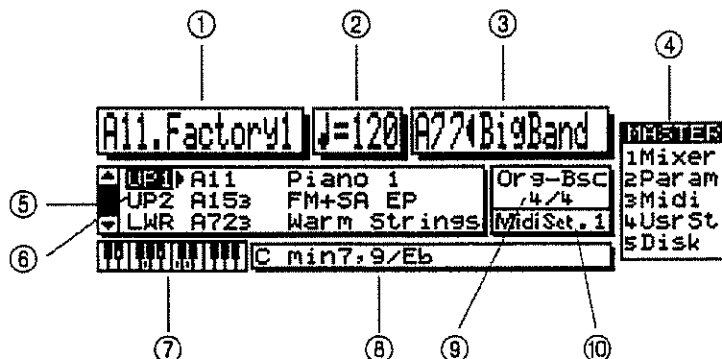 ① ② ③ ④
A11.Factory1 ♩=120 A77◀BigBand
MASTER
1Mixer
2Param
3Midi
4UsrSt
5Disk
UP1▶A11 Piano 1
UP2 A15з FM+SA EP
LWR A72з Warm Strings
Org-Bsc
,4/4
MidiSet.1
⑤
⑥
C min7,9/Eb
⑦ ⑧ ⑨ ⑩